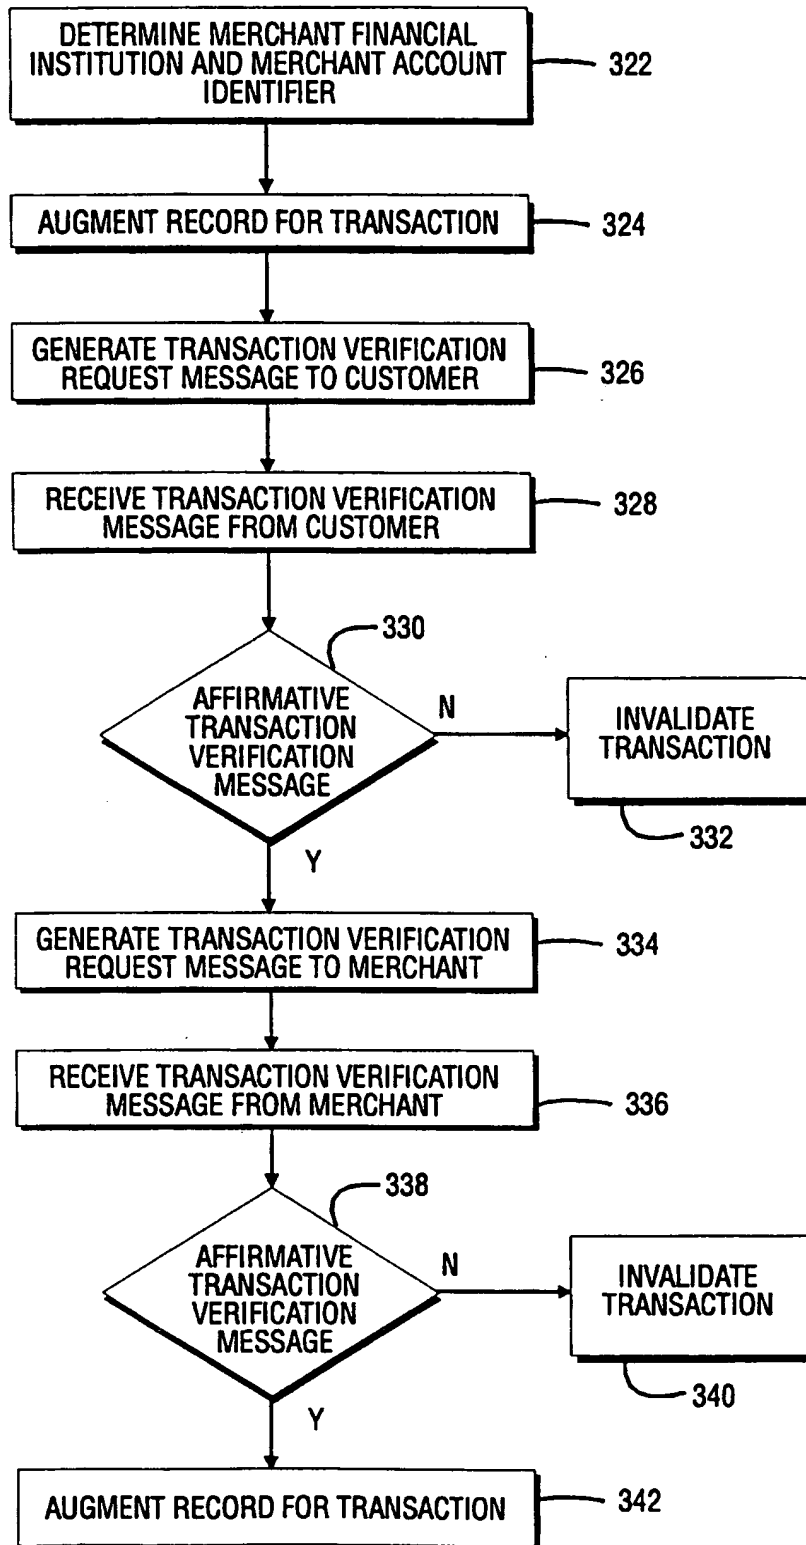 DETERMINE MERCHANT FINANCIAL
INSTITUTION AND MERCHANT ACCOUNT
IDENTIFIER
322
AUGMENT RECORD FOR TRANSACTION
324
GENERATE TRANSACTION VERIFICATION
REQUEST MESSAGE TO CUSTOMER
326
RECEIVE TRANSACTION VERIFICATION
MESSAGE FROM CUSTOMER
328
330
AFFIRMATIVE
TRANSACTION
VERIFICATION
MESSAGE
N
INVALIDATE
TRANSACTION
332
Y
GENERATE TRANSACTION VERIFICATION
REQUEST MESSAGE TO MERCHANT
334
RECEIVE TRANSACTION VERIFICATION
MESSAGE FROM MERCHANT
336
338
AFFIRMATIVE
TRANSACTION
VERIFICATION
MESSAGE
N
INVALIDATE
TRANSACTION
340
Y
AUGMENT RECORD FOR TRANSACTION
342